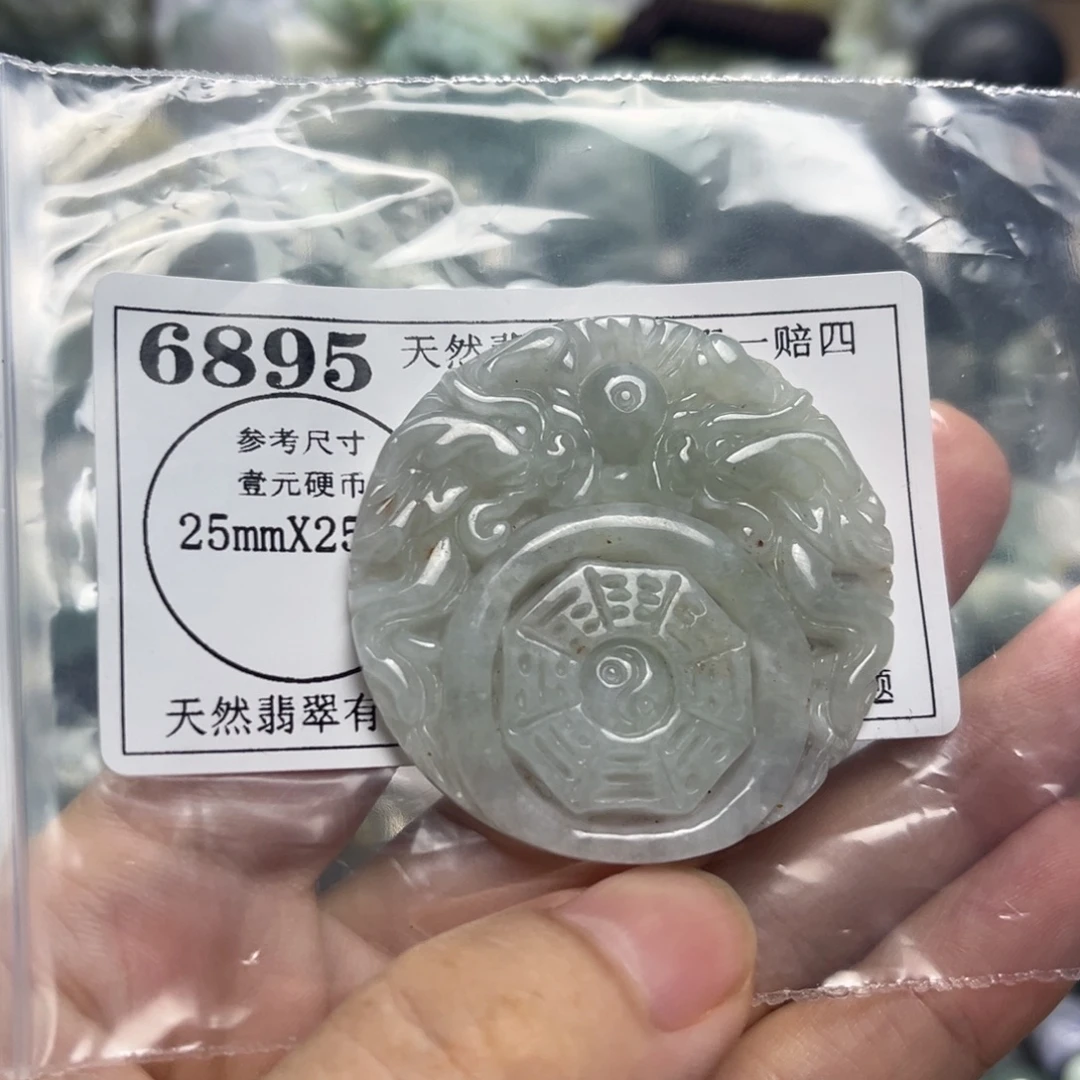 6895
天然 一赔四
参考尺寸
壹元硬币
25mmX25
天然翡翠有 题